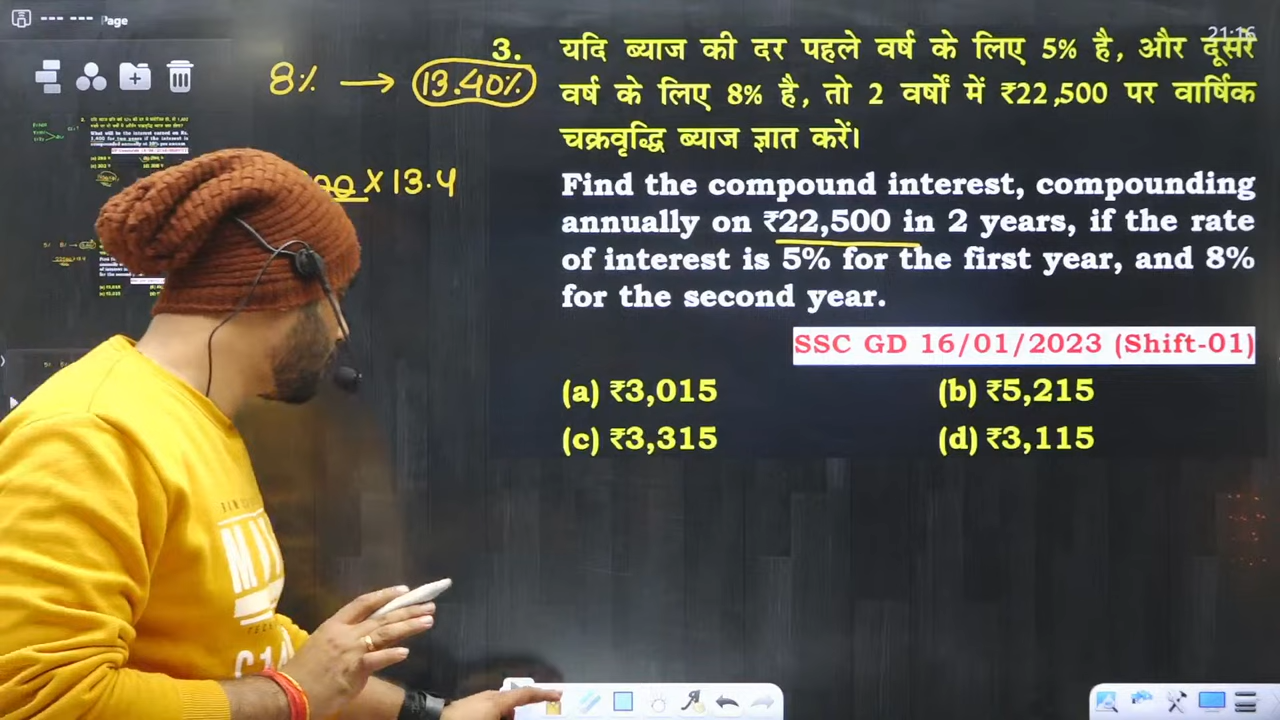 Page
21:16
8% → 13.40%
00 X 13.4
3. यदि ब्याज की दर पहले वर्ष के लिए 5% है, और दूसरे
वर्ष के लिए 8% है, तो 2 वर्षों में ₹22,500 पर वार्षिक
चक्रवृद्धि ब्याज ज्ञात करें।
Find the compound interest, compounding
annually on ₹22,500 in 2 years, if the rate
of interest is 5% for the first year, and 8%
for the second year.
SSC GD 16/01/2023 (Shift-01)
(a) ₹3,015 (b) ₹5,215
(c) ₹3,315 (d) ₹3,115